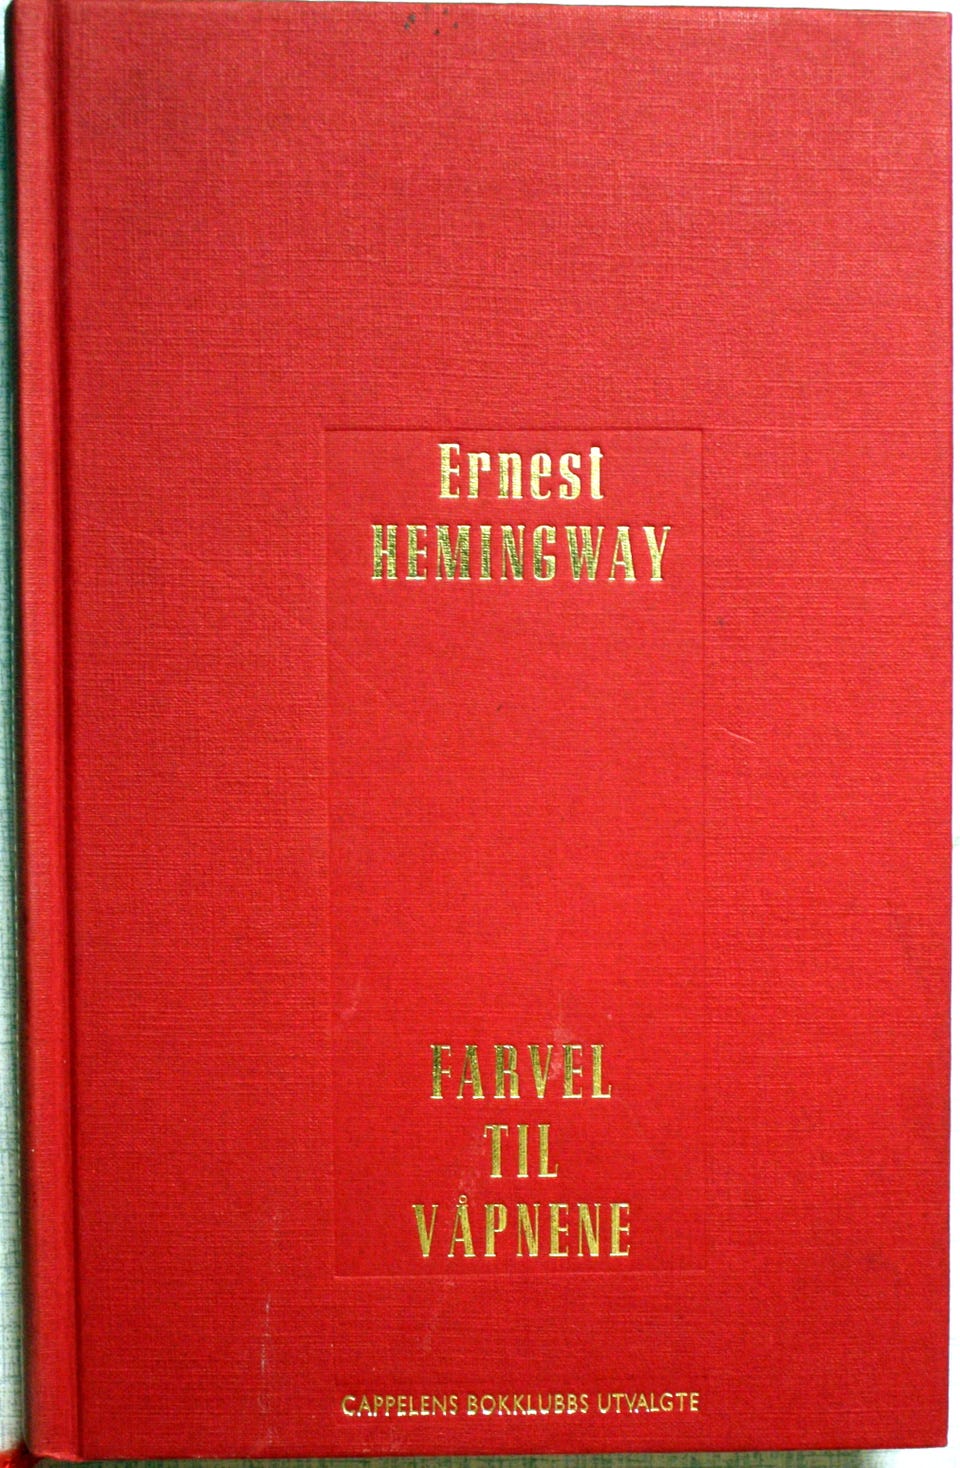 Ernest
HEMINGWAY
FARVEL
TIL
VÅPNENE
CAPPELENS BOKKLUBBS UTVALGTE